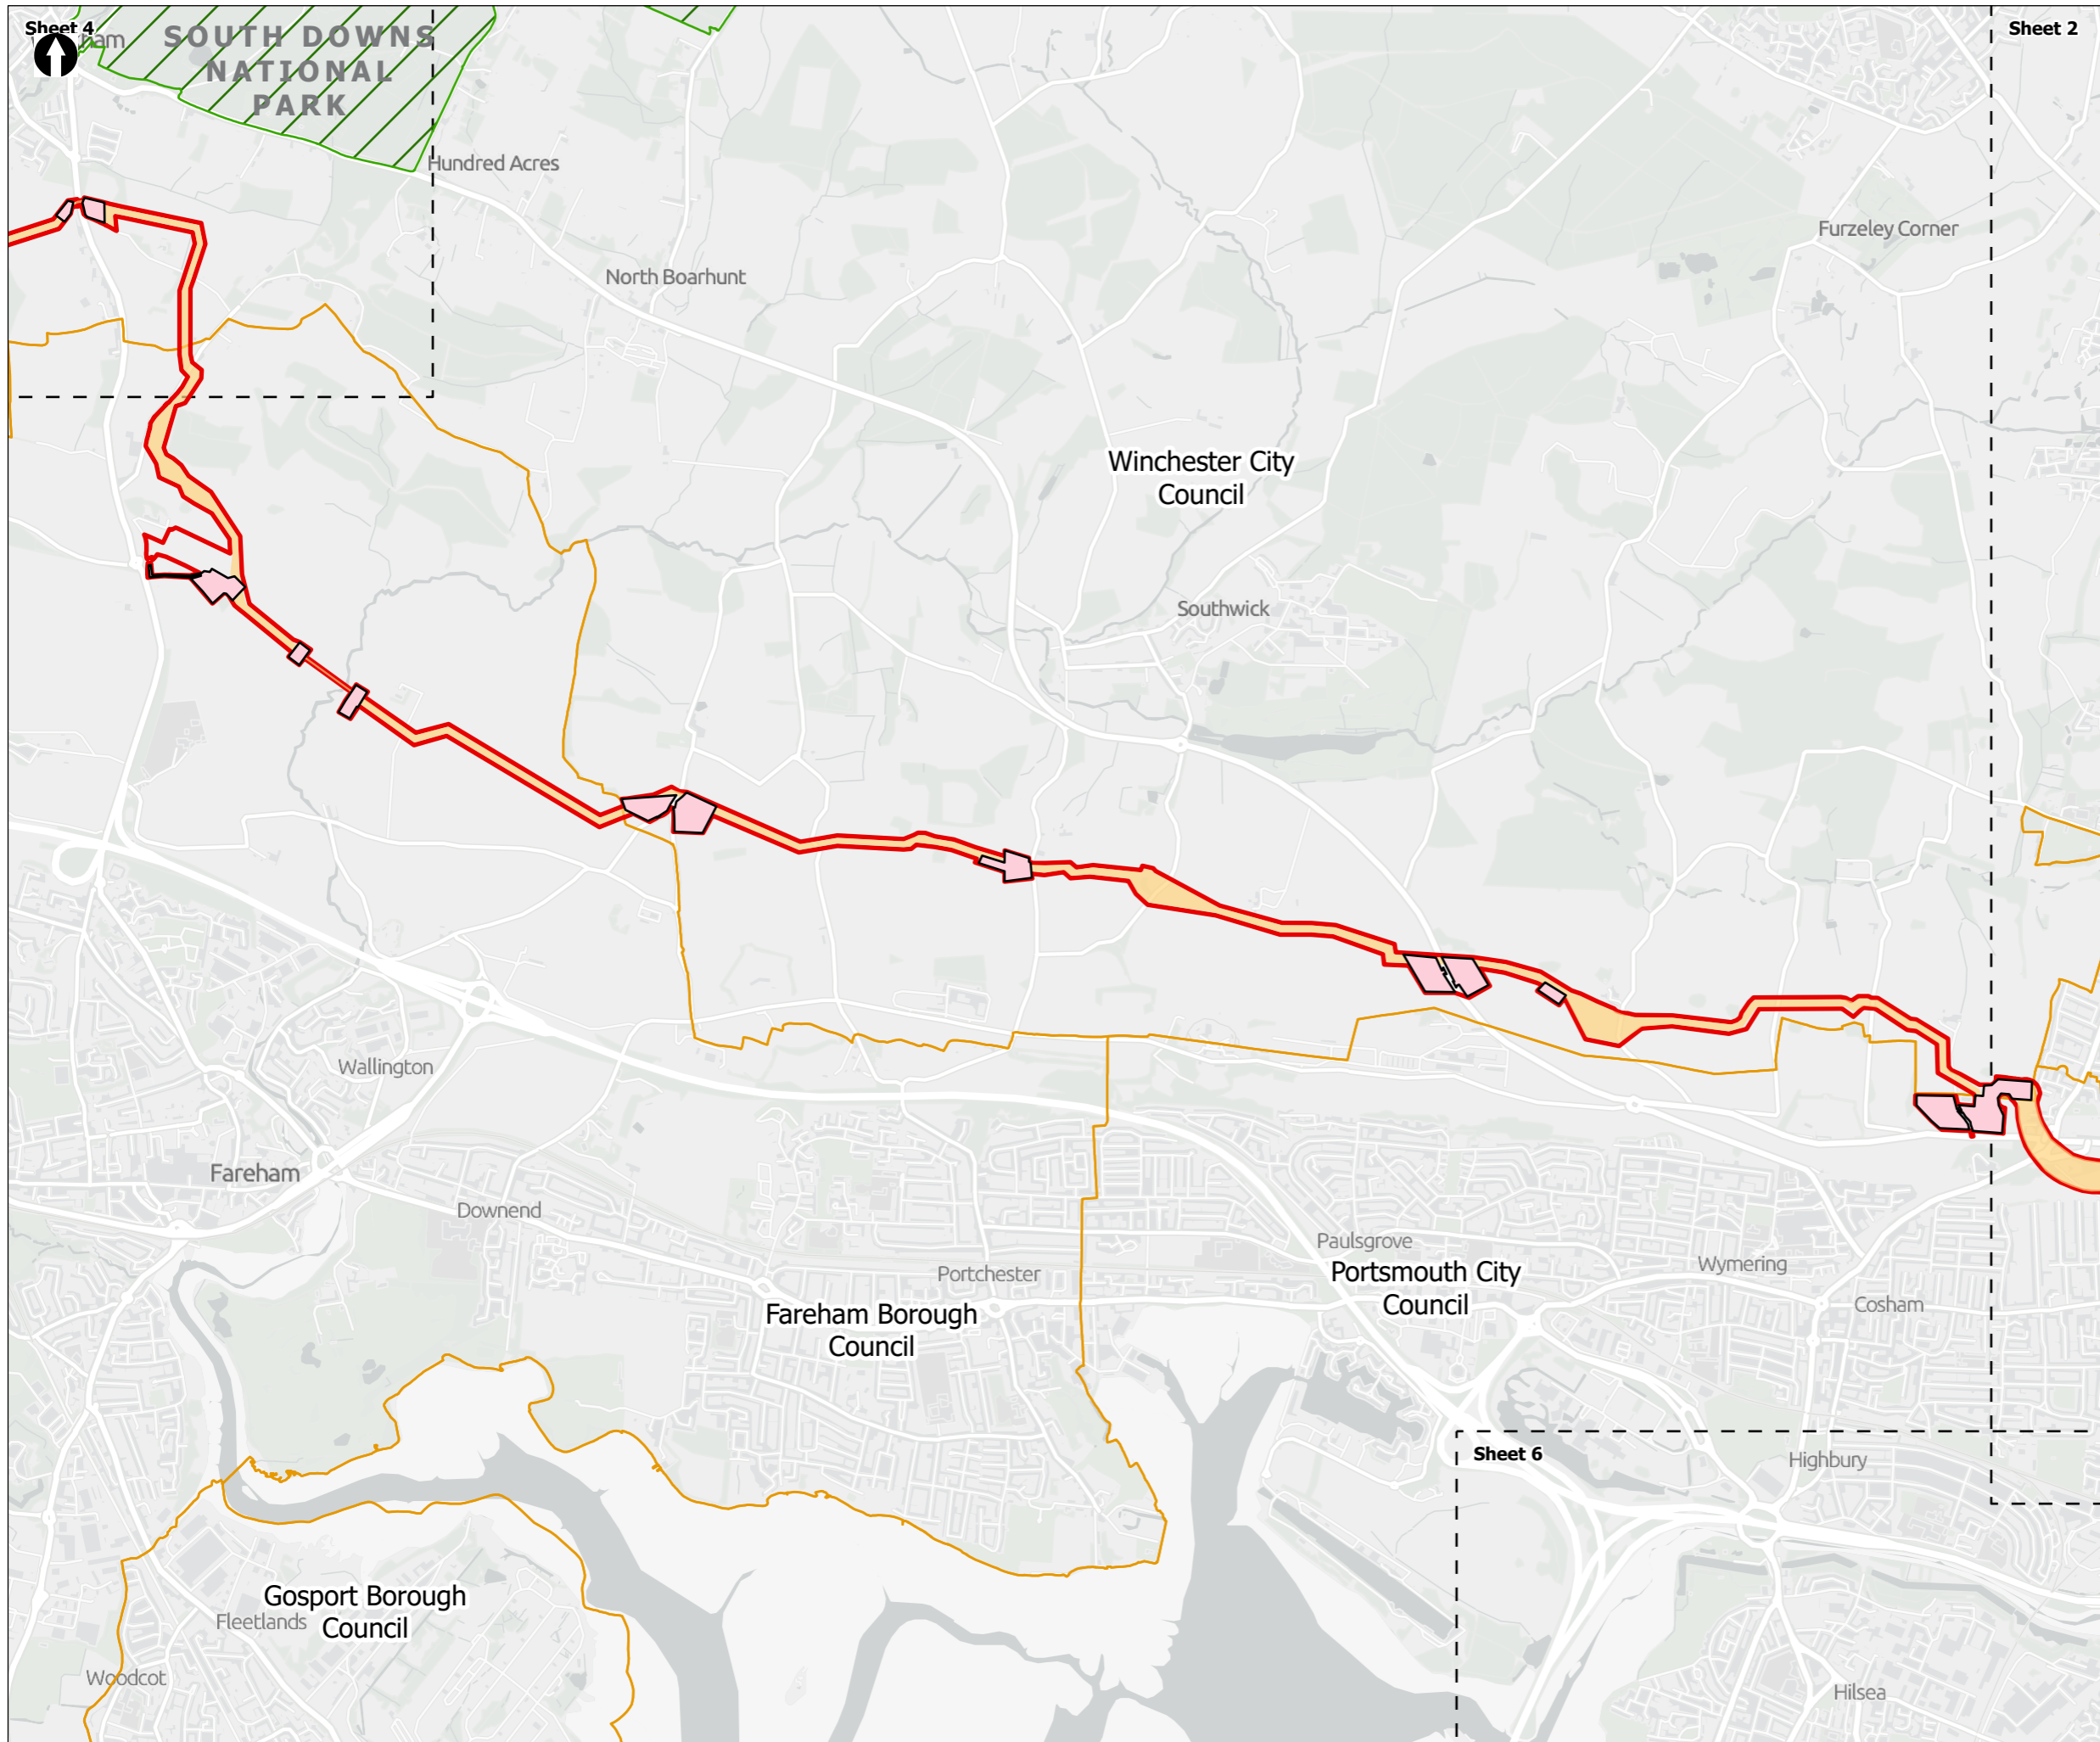 Sheet 4
SOUTH DOWNS
NATIONAL
PARK
Sheet 2
Hundred Acres
Furzeley Corner
North Boarhunt
Winchester City
Council
Southwick
Wallington
Fareham
Downend
Portchester
Fareham Borough
Council
Paulsgrove
Portsmouth City
Council
Wymering
Cosham
Sheet 6
Highbury
Gosport Borough
Council
Fleetlands
Woodcot
Hilsea